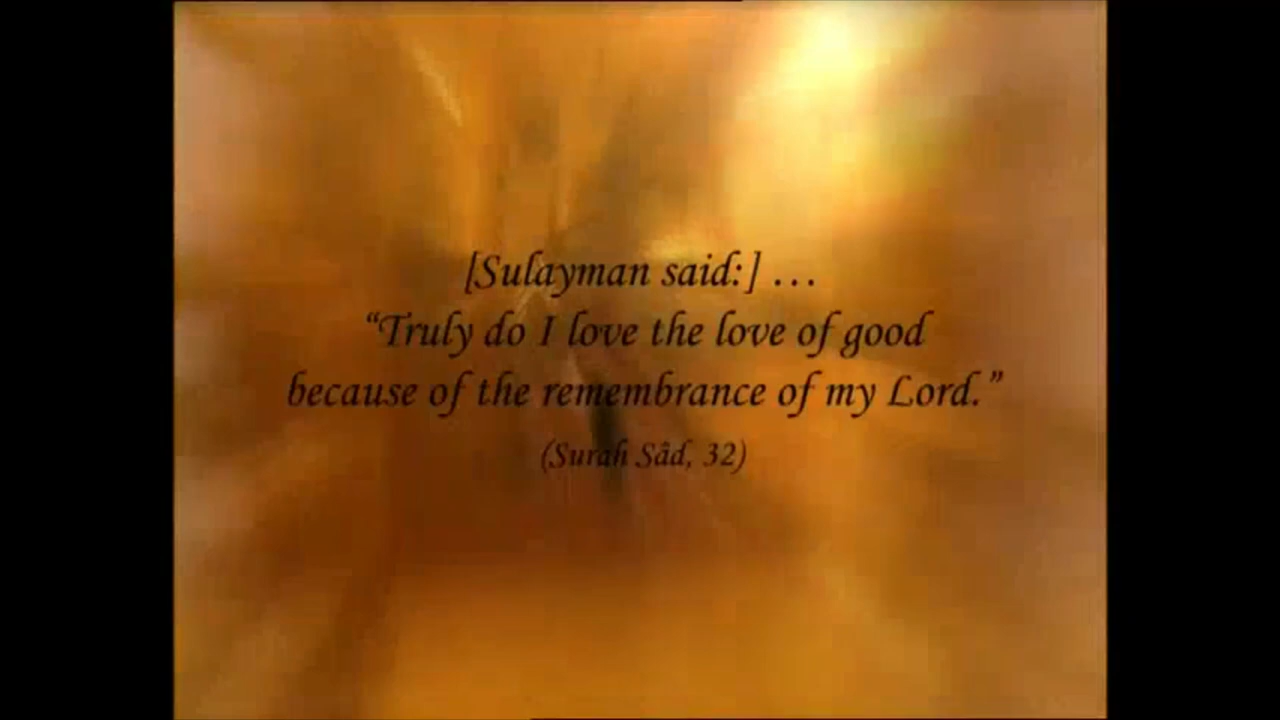 [Sulayman said:] …
“Truly do I love the love of good
because of the remembrance of my Lord.”
(Surah Sâd, 32)